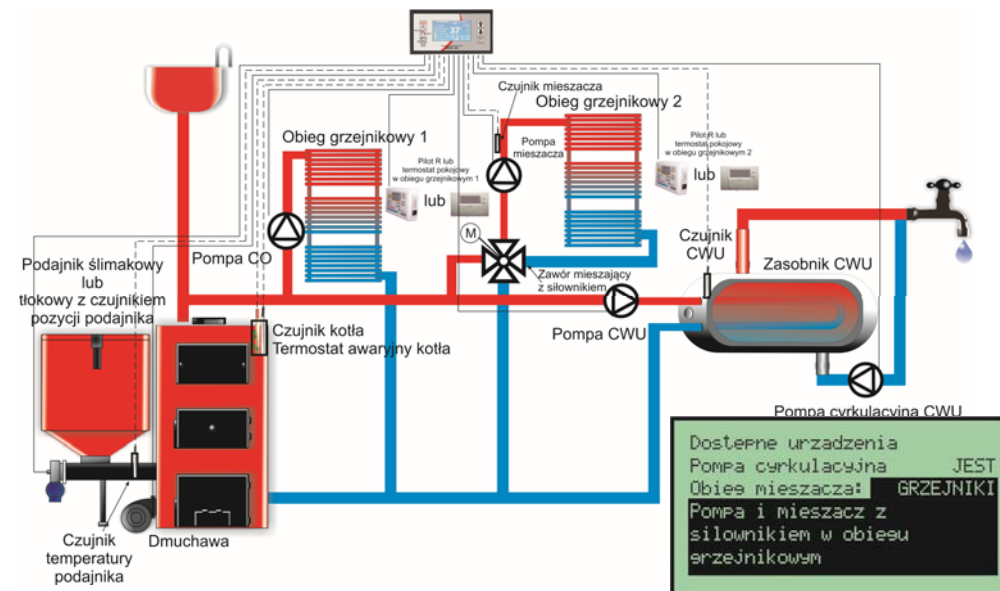 37
Czujnik mieszacza
Obieg grzejnikowy 2
Obieg grzejnikowy 1
Pompa
mieszacza
Pilot R lub
termostat pokojowy
w obiegu grzejnikowym 1
lub
Pilot R lub
termostat pokojowy
w obiegu grzejnikowym 2
lub
M
Pompa CO
Zawór mieszający
z siłownikiem
Czujnik
CWU
Zasobnik CWU
Pompa CWU
Podajnik ślimakowy
lub
tłokowy z czujnikiem
pozycji podajnika
Czujnik kotła
Termostat awaryjny kotła
Pompa cyrkulacyjna CWU
Czujnik
temperatury
podajnika
Dmuchawa
Dostepne urzadzenia
Pompa cyrkulacyjna JEST
Obieg mieszacza: GRZEJNIKI
Pompa i mieszacz z
silownikiem w obiegu
grzejnikowym